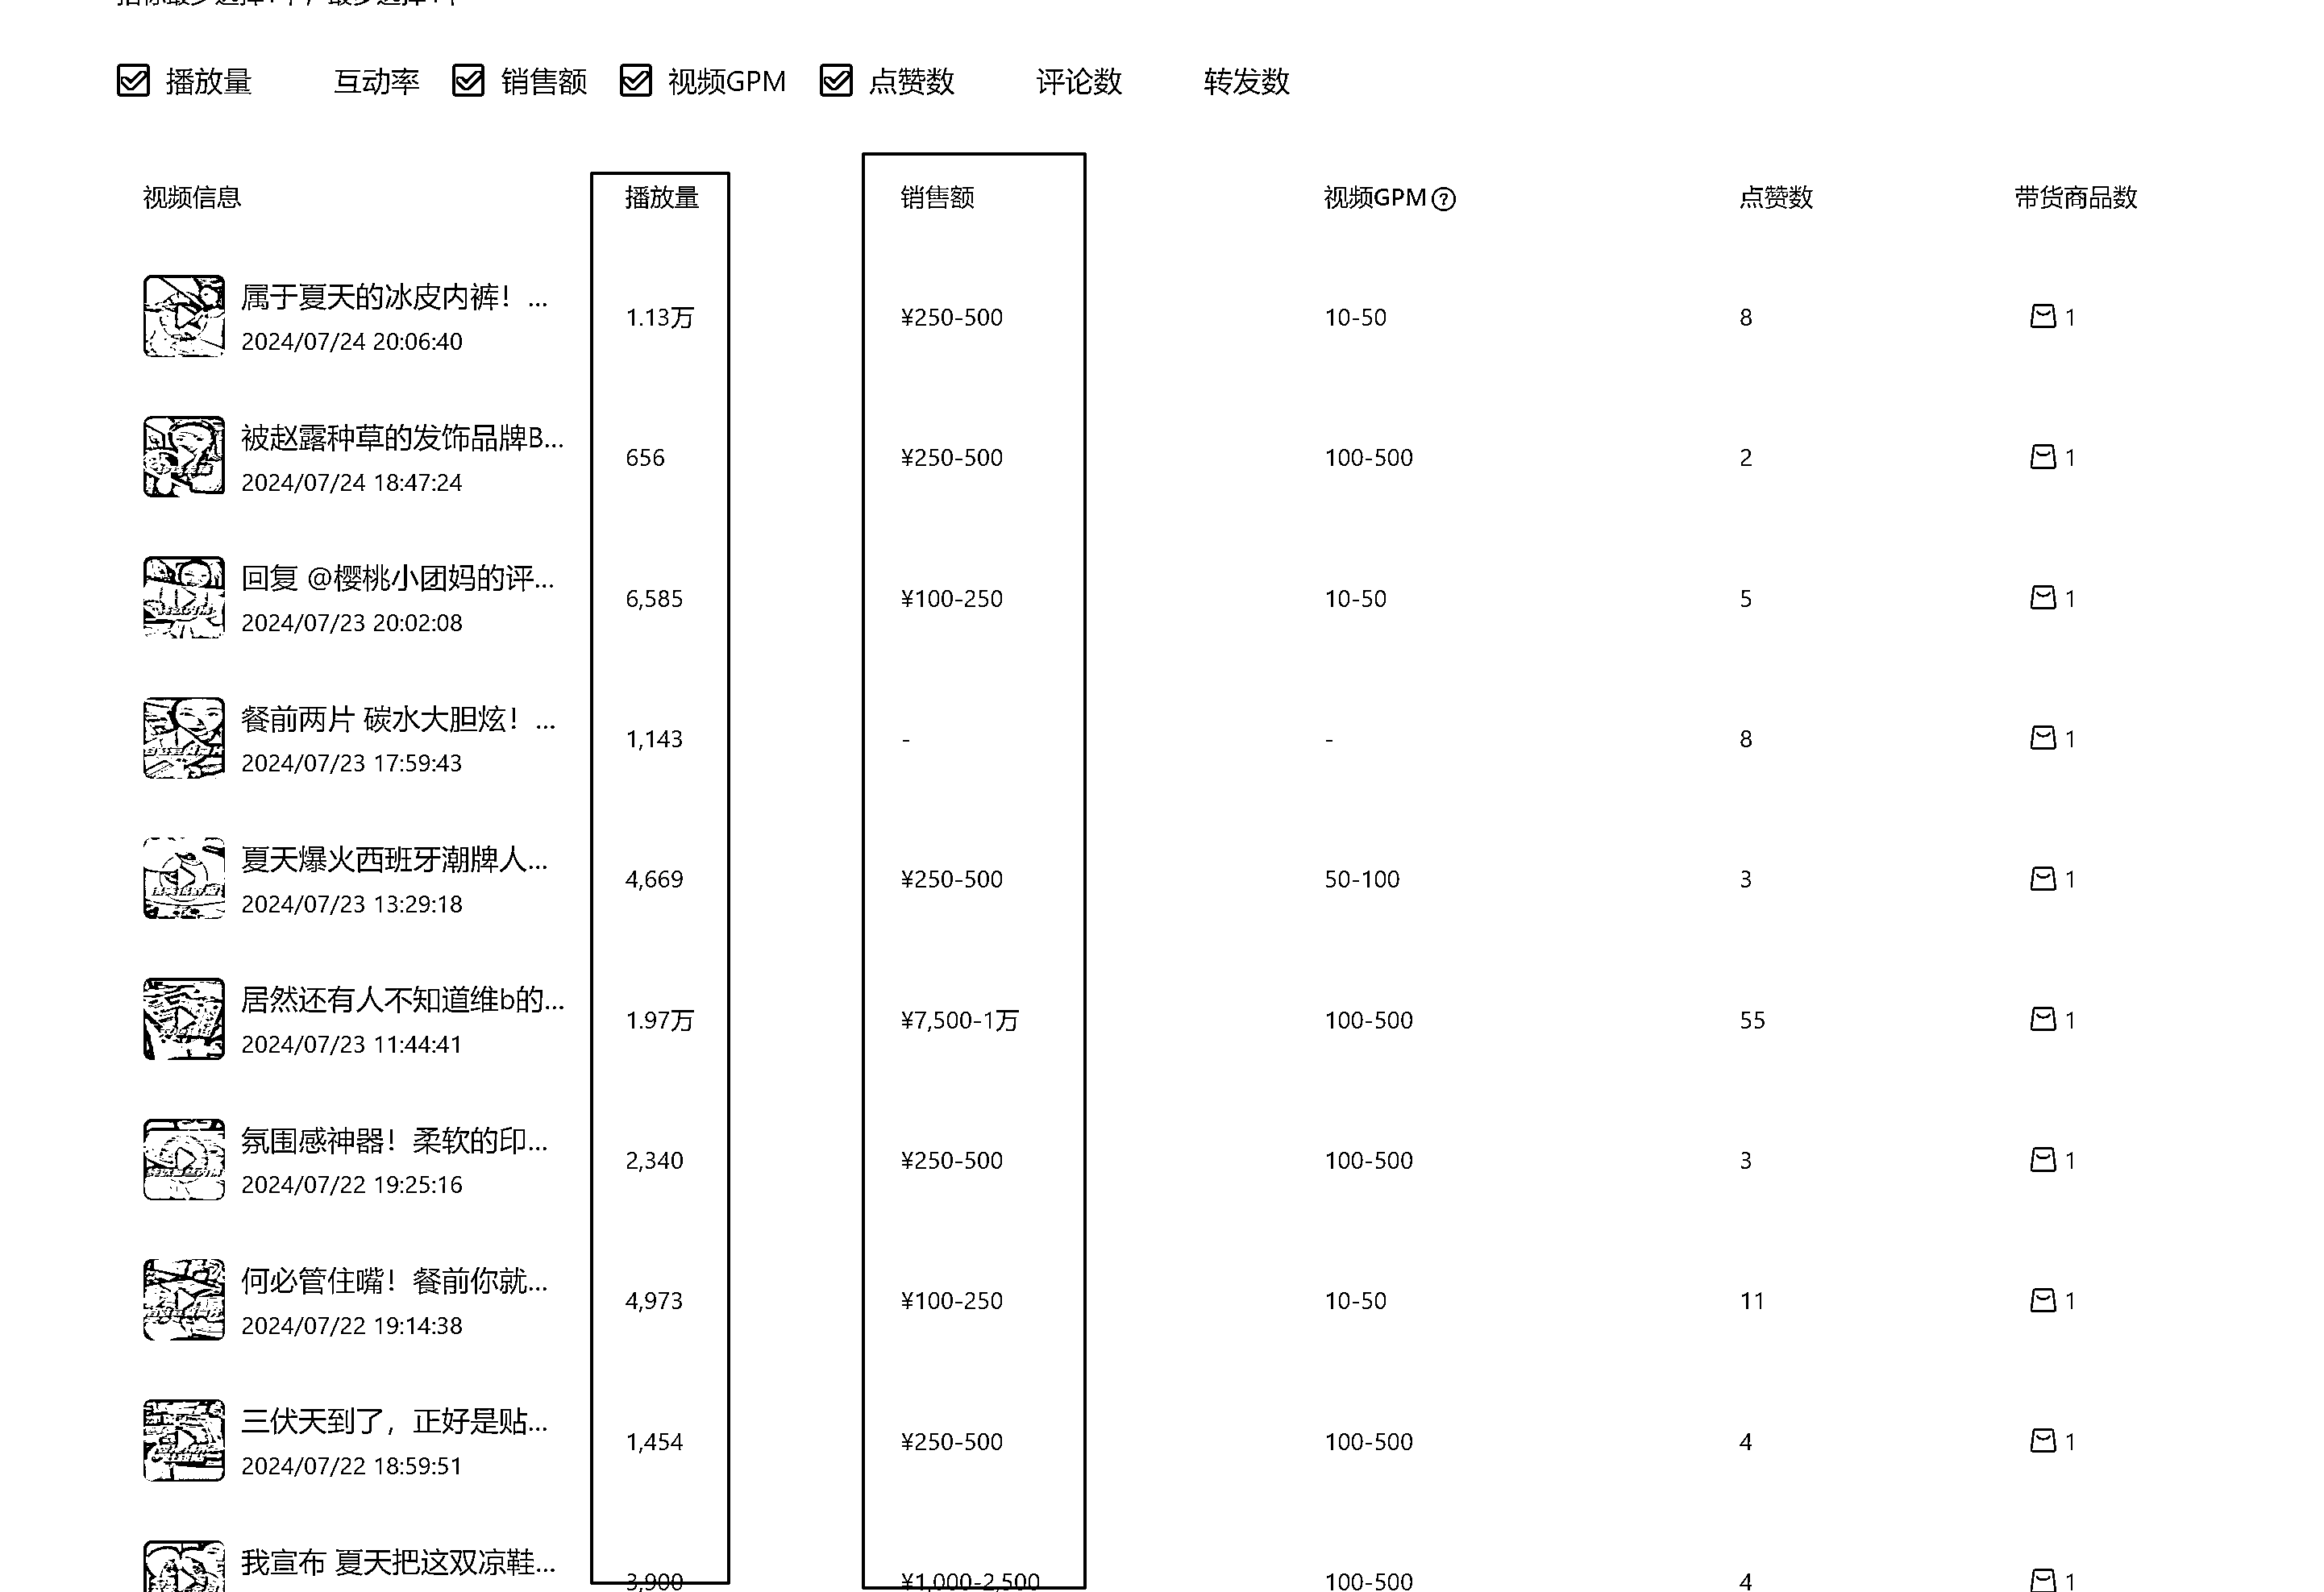 指标最少选择1个，最多选择4个
播放量 互动率 销售额 视频GPM 点赞数 评论数 转发数
视频信息 播放量 销售额 视频GPM 点赞数 带货商品数
属于夏天的冰皮内裤！...
1.13万 ¥250-500 10-50 8 1
2024/07/24 20:06:40
被赵露种草的发饰品牌B...
656 ¥250-500 100-500 2 1
2024/07/24 18:47:24
回复 @樱桃小团妈的评...
6,585 ¥100-250 10-50 5 1
2024/07/23 20:02:08
餐前两片 碳水大胆炫！...
1,143 - - 8 1
2024/07/23 17:59:43
夏天爆火西班牙潮牌人...
4,669 ¥250-500 50-100 3 1
2024/07/23 13:29:18
居然还有人不知道维b的...
1.97万 ¥7,500-1万 100-500 55 1
2024/07/23 11:44:41
氛围感神器！柔软的印...
2,340 ¥250-500 100-500 3 1
2024/07/22 19:25:16
何必管住嘴！餐前你就...
4,973 ¥100-250 10-50 11 1
2024/07/22 19:14:38
三伏天到了，正好是贴...
1,454 ¥250-500 100-500 4 1
2024/07/22 18:59:51
我宣布 夏天把这双凉鞋...
3,900 ¥1,000-2,500 100-500 4 1